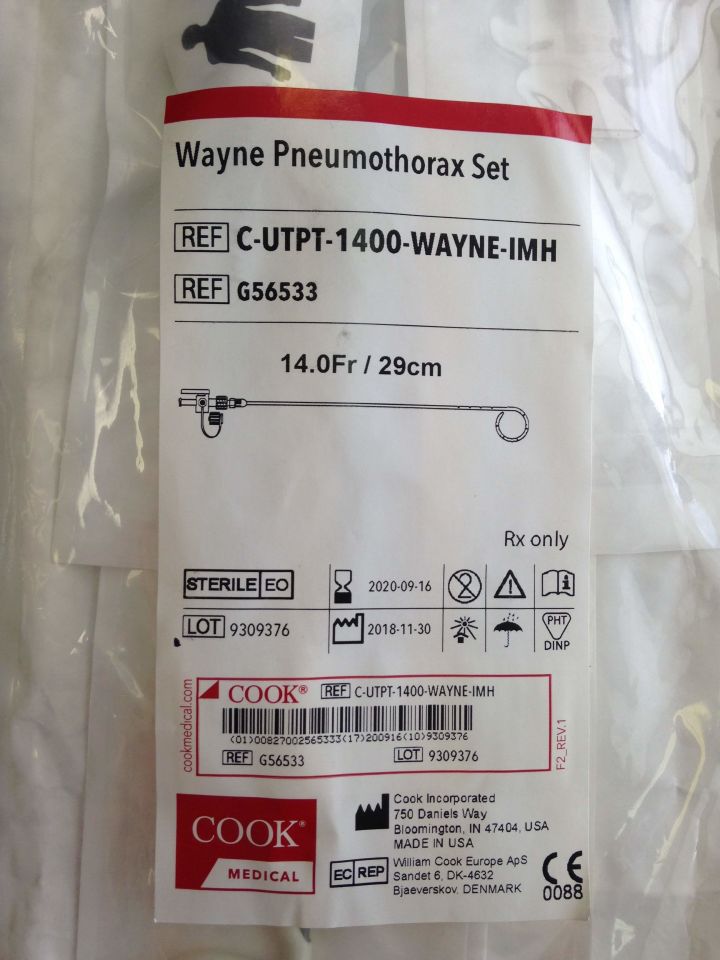 Wayne Pneumothorax Set
REF C-UTPT-1400-WAYNE-IMH
REF G56533
14.0Fr / 29cm
Rx only
STERILE EO 2020-09-16
LOT 9309376 2018-11-30 PHT DINP
cookmedical.com
COOK® REF C-UTPT-1400-WAYNE-IMH
(01)00827002565333(17)200916(10)9309376
REF G56533 LOT 9309376
F2_REV.1
COOK®
MEDICAL
Cook Incorporated
750 Daniels Way
Bloomington, IN 47404, USA
MADE IN USA
EC REP William Cook Europe ApS
Sandet 6, DK-4632
Bjaeverskov, DENMARK
CE
0088